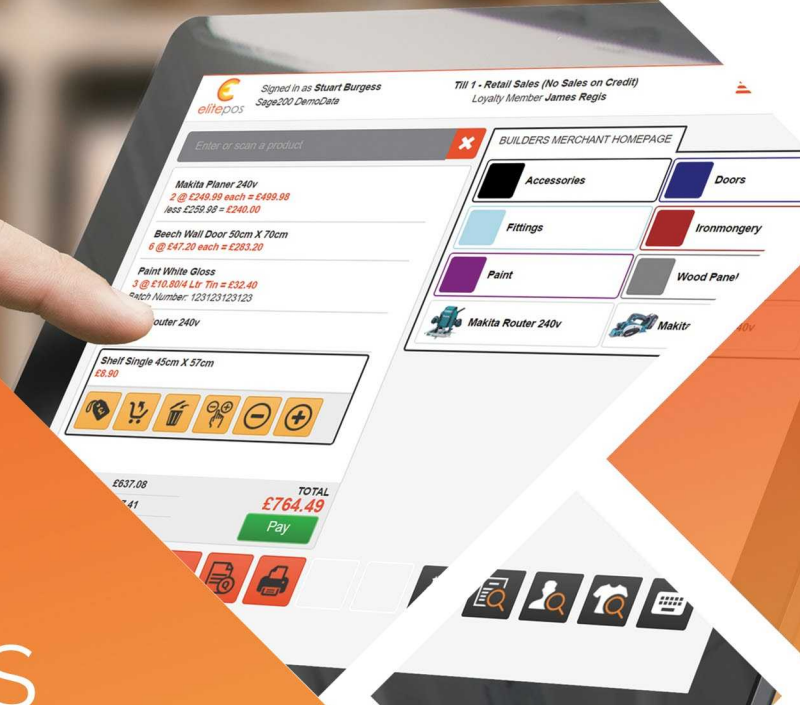 elitepos
Signed in as Stuart Burgess
Sage200 DemoData
Till 1 - Retail Sales (No Sales on Credit)
Loyalty Member James Regis
Enter or scan a product
Makita Planer 240v
2 @ £249.99 each = £499.98
less £259.98 = £240.00
Beech Wall Door 50cm X 70cm
6 @ £47.20 each = £283.20
Paint White Gloss
3 @ £10.80/4 Ltr Tin = £32.40
Batch Number: 123123123123
outer 240v
Shelf Single 45cm X 57cm
£8.90
£637.08
.41
TOTAL
£764.49
Pay
BUILDERS MERCHANT HOMEPAGE
Accessories
Doors
Fittings
Ironmongery
Paint
Wood Panel
Makita Router 240v
Makita
40v
S